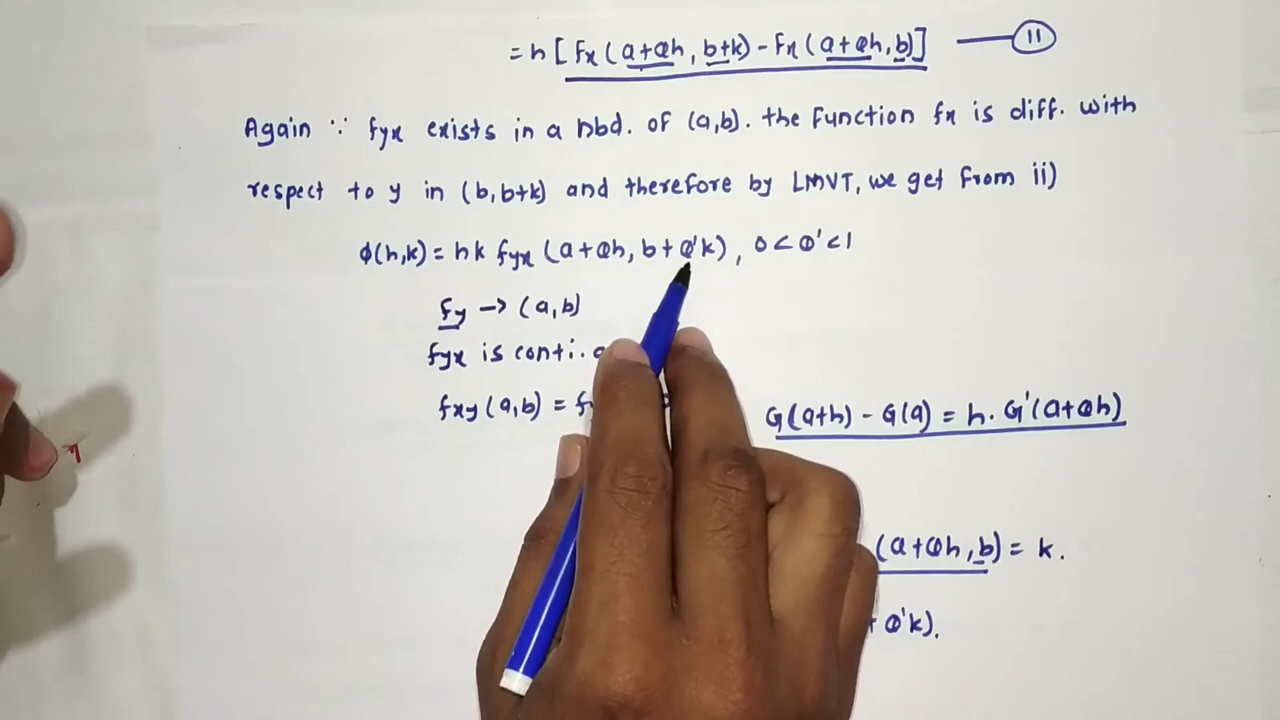 = h [ fx ( a+θh , b+k ) - fx ( a+θh , b ) ] — ii
Again ∵ fyx exists in a nbd. of (a,b). the function fx is diff. with
respect to y in (b, b+k) and therefore by LMVT, we get from ii)
φ(h,k) = hk fyx ( a+θh, b+θ'k ) , 0 < θ' < 1
fy → (a,b)
fyx is conti.
fxy (a,b) =
G(a+h) - G(a) = h. G'(a+θh)
(a+θh, b) = k.
θ'k).